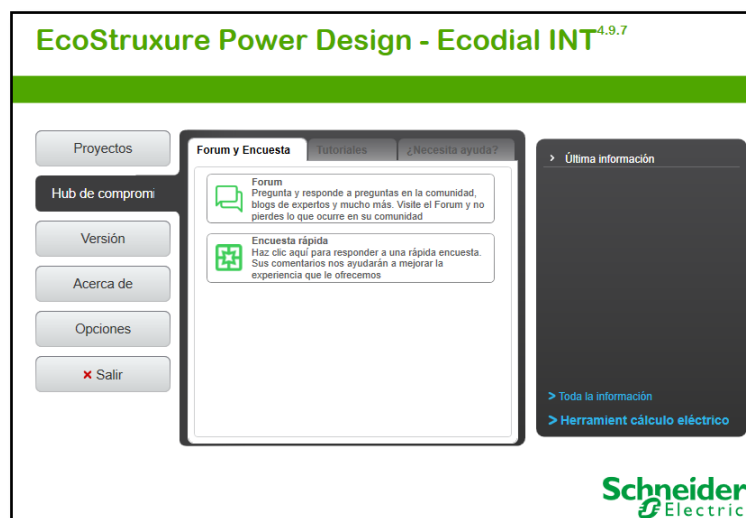 EcoStruxure Power Design - Ecodial INT 4.9.7
Proyectos
Hub de compromi
Versión
Acerca de
Opciones
Salir
Forum y Encuesta
Tutoriales
¿Necesita ayuda?
Forum
Pregunta y responde a preguntas en la comunidad,
blogs de expertos y mucho más. Visite el Forum y no
pierdes lo que ocurre en su comunidad
Encuesta rápida
Haz clic aquí para responder a una rápida encuesta.
Sus comentarios nos ayudarán a mejorar la
experiencia que le ofrecemos
Última información
Toda la información
Herramient cálculo eléctrico
Schneider
Electric